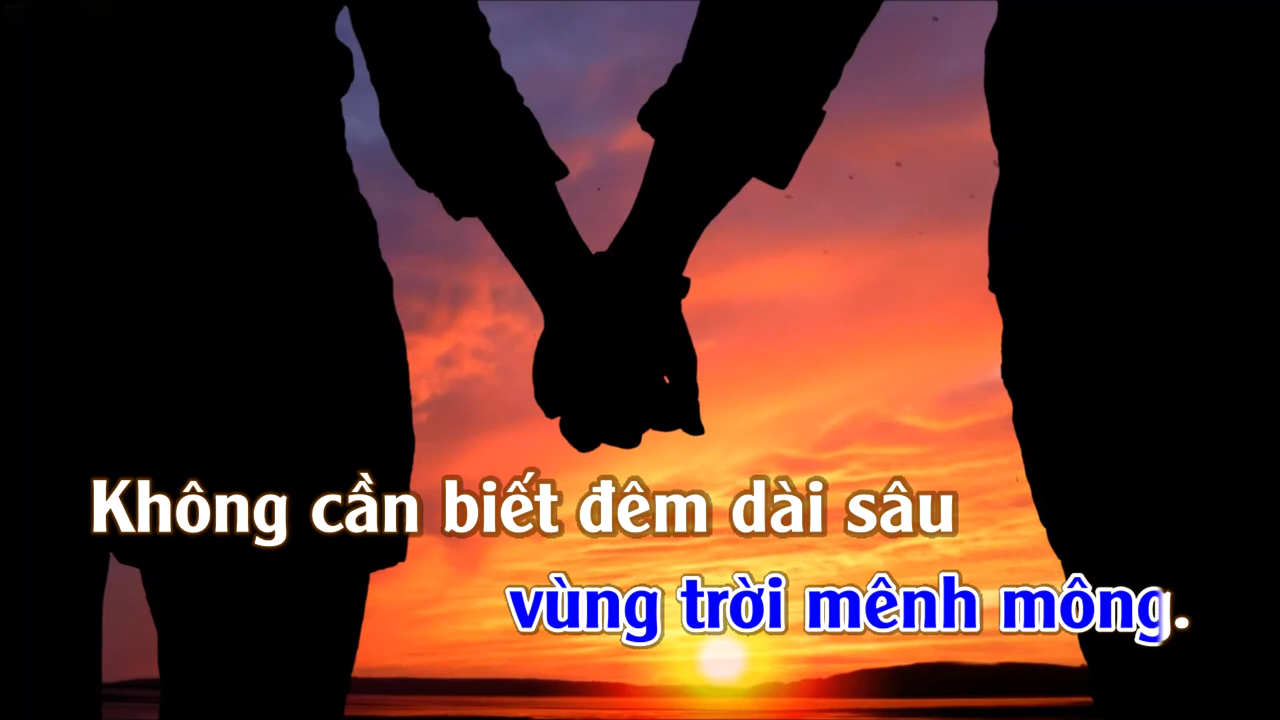 Không cần biết đêm dài sâu
vùng trời mênh mông.